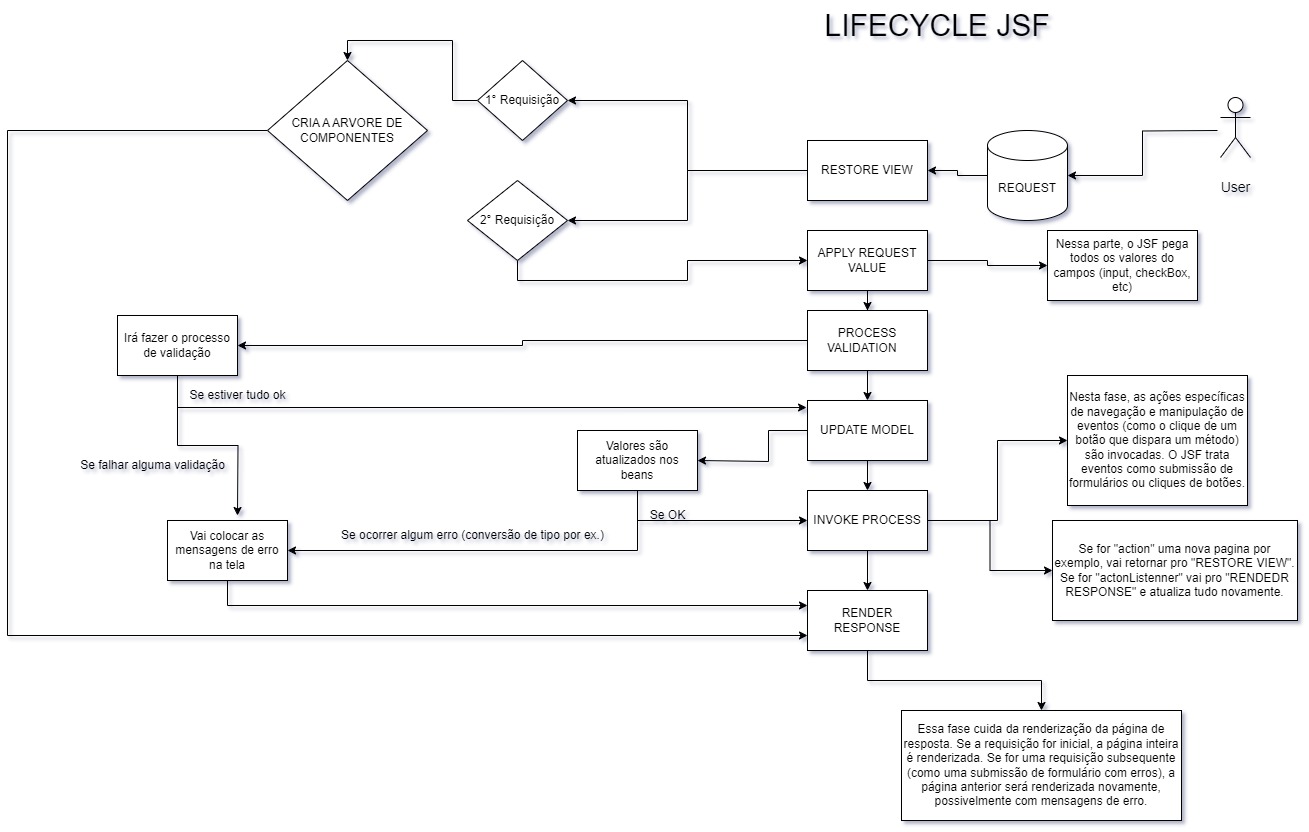 LIFECYCLE JSF
1° Requisição
CRIA A ARVORE DE
COMPONENTES
RESTORE VIEW
REQUEST
User
2° Requisição
APPLY REQUEST
VALUE
Nessa parte, o JSF pega
todos os valores do
campos (input, checkBox,
etc)
PROCESS
VALIDATION
Irá fazer o processo
de validação
Se estiver tudo ok
UPDATE MODEL
Nesta fase, as ações específicas
de navegação e manipulação de
eventos (como o clique de um
botão que dispara um método)
são invocadas. O JSF trata
eventos como submissão de
formulários ou cliques de botões.
Valores são
atualizados nos
beans
Se falhar alguma validação
Se OK
INVOKE PROCESS
Se ocorrer algum erro (conversão de tipo por ex.)
Vai colocar as
mensagens de erro
na tela
Se for "action" uma nova pagina por
exemplo, vai retornar pro "RESTORE VIEW".
Se for "actonListenner" vai pro "RENDEDR
RESPONSE" e atualiza tudo novamente.
RENDER
RESPONSE
Essa fase cuida da renderização da página de
resposta. Se a requisição for inicial, a página inteira
é renderizada. Se for uma requisição subsequente
(como uma submissão de formulário com erros), a
página anterior será renderizada novamente,
possivelmente com mensagens de erro.